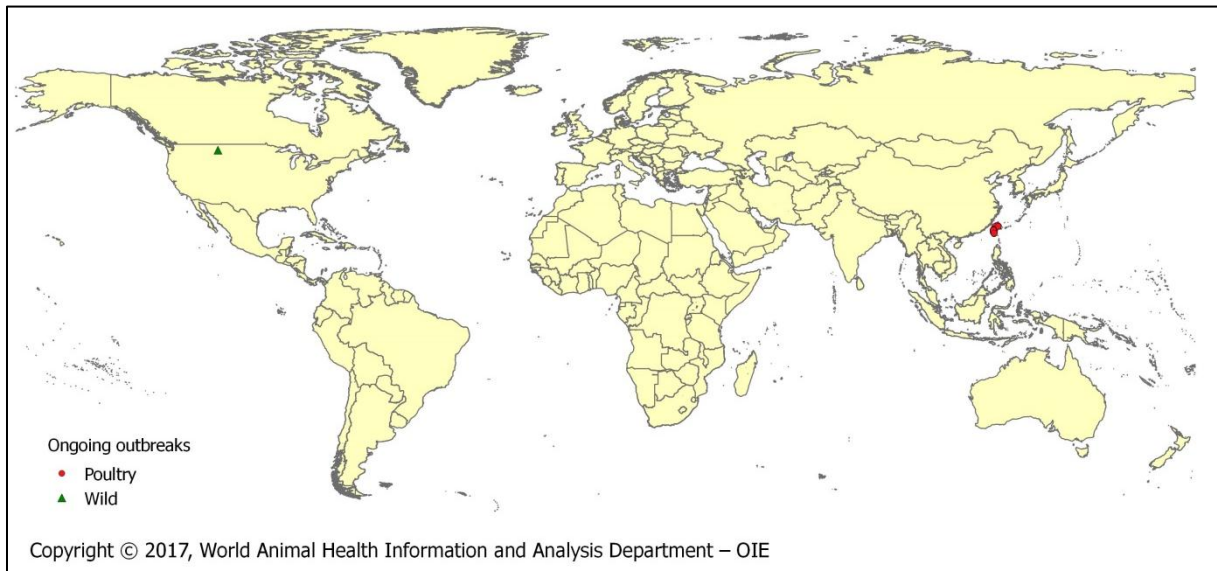 Ongoing outbreaks
Poultry
Wild
Copyright © 2017, World Animal Health Information and Analysis Department – OIE